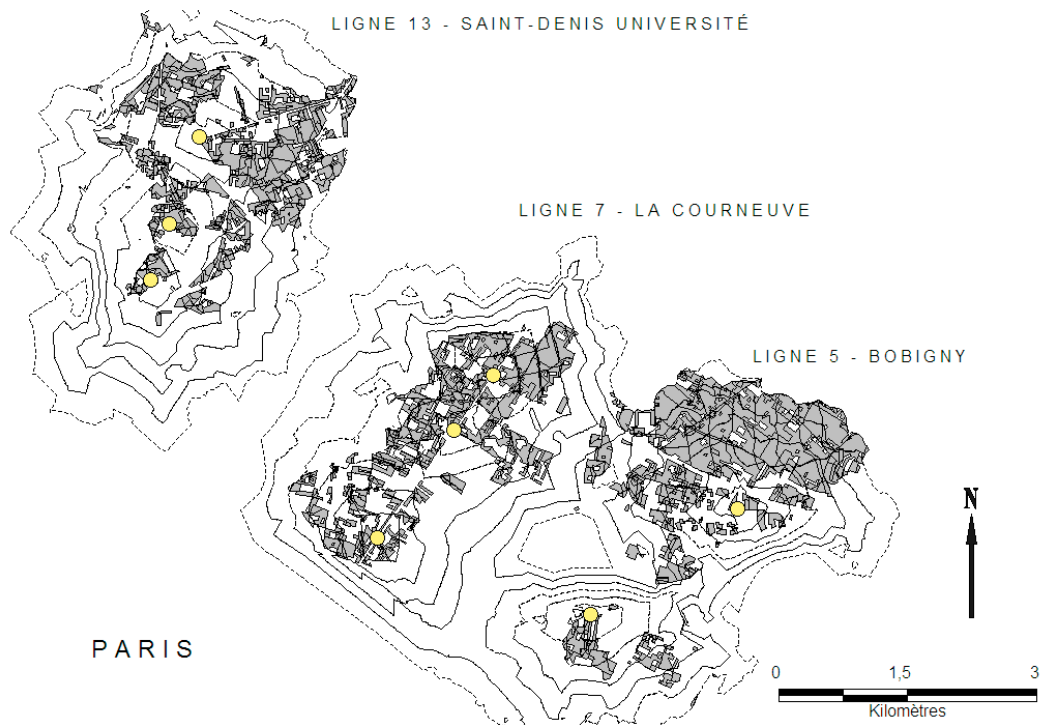 LIGNE 13 - SAINT-DENIS UNIVERSITÉ
LIGNE 7 - LA COURNEUVE
LIGNE 5 - BOBIGNY
N
PARIS
0 1,5 3
Kilomètres